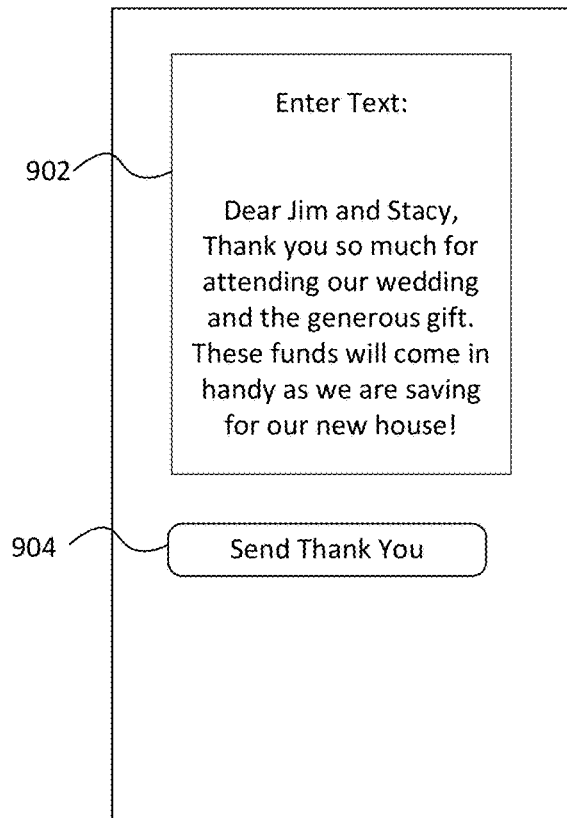 Enter Text:
902
Dear Jim and Stacy,
Thank you so much for
attending our wedding
and the generous gift.
These funds will come in
handy as we are saving
for our new house!
904
Send Thank You